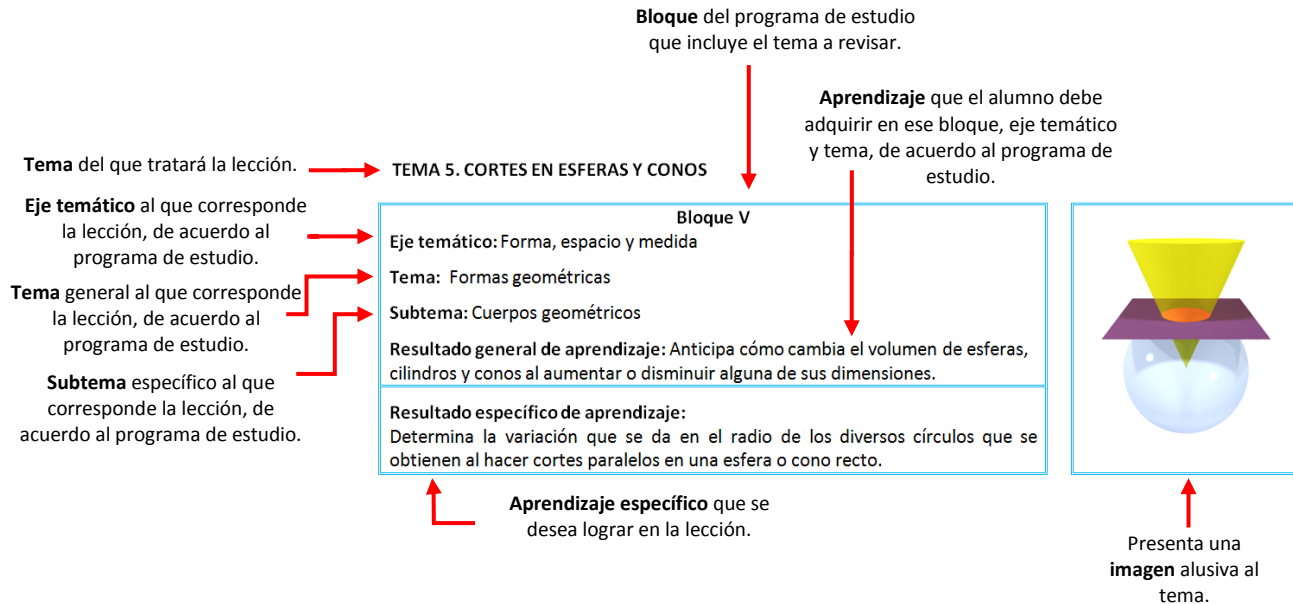 Bloque del programa de estudio
que incluye el tema a revisar.
Aprendizaje que el alumno debe
adquirir en ese bloque, eje temático
y tema, de acuerdo al programa de
estudio.
Tema del que tratará la lección.
TEMA 5. CORTES EN ESFERAS Y CONOS
Eje temático al que corresponde
la lección, de acuerdo al
programa de estudio.
Tema general al que corresponde
la lección, de acuerdo al
programa de estudio.
Subtema específico al que
corresponde la lección, de
acuerdo al programa de estudio.
Bloque V
Eje temático: Forma, espacio y medida
Tema: Formas geométricas
Subtema: Cuerpos geométricos
Resultado general de aprendizaje: Anticipa cómo cambia el volumen de esferas,
cilindros y conos al aumentar o disminuir alguna de sus dimensiones.
Resultado específico de aprendizaje:
Determina la variación que se da en el radio de los diversos círculos que se
obtienen al hacer cortes paralelos en una esfera o cono recto.
Aprendizaje específico que se
desea lograr en la lección.
Presenta una
imagen alusiva al
tema.